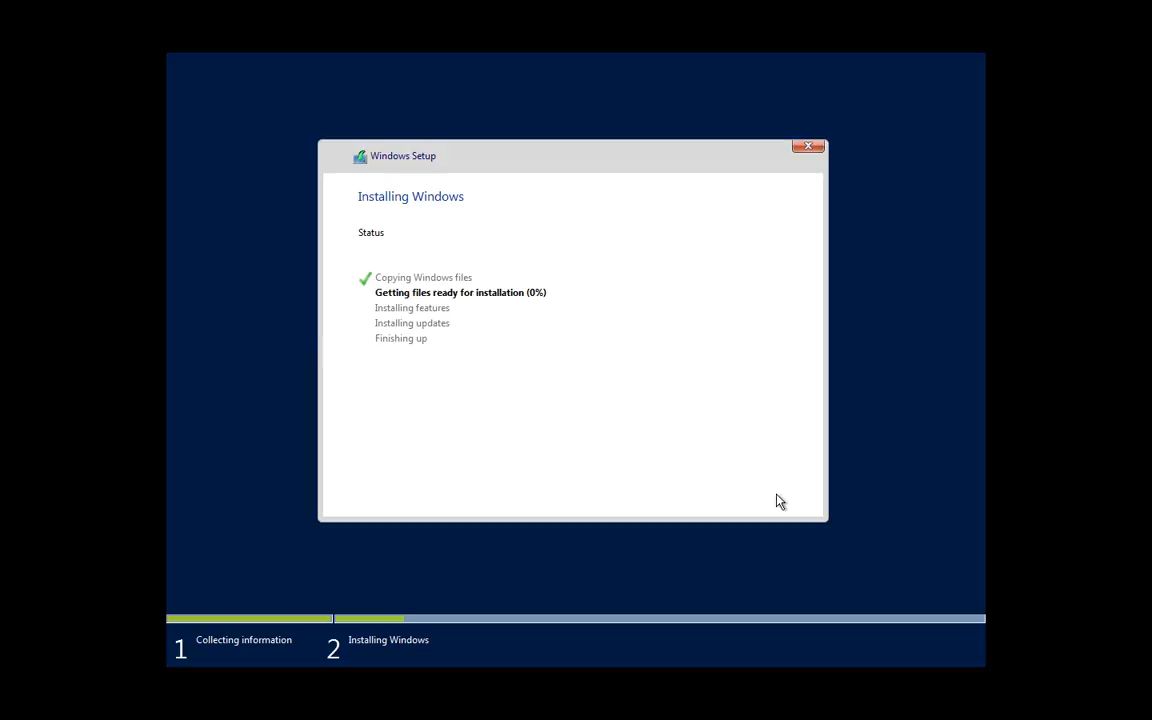 Windows Setup
Installing Windows
Status
Copying Windows files
Getting files ready for installation (0%)
Installing features
Installing updates
Finishing up
1 Collecting information
2 Installing Windows